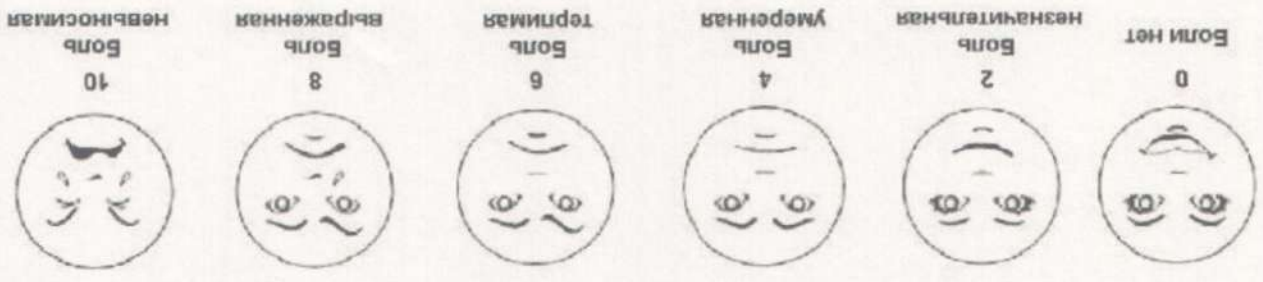 0
Боли нет
2
Боль
незначительная
4
Боль
умеренная
6
Боль
терпимая
8
Боль
выраженная
10
Боль
невыносимая